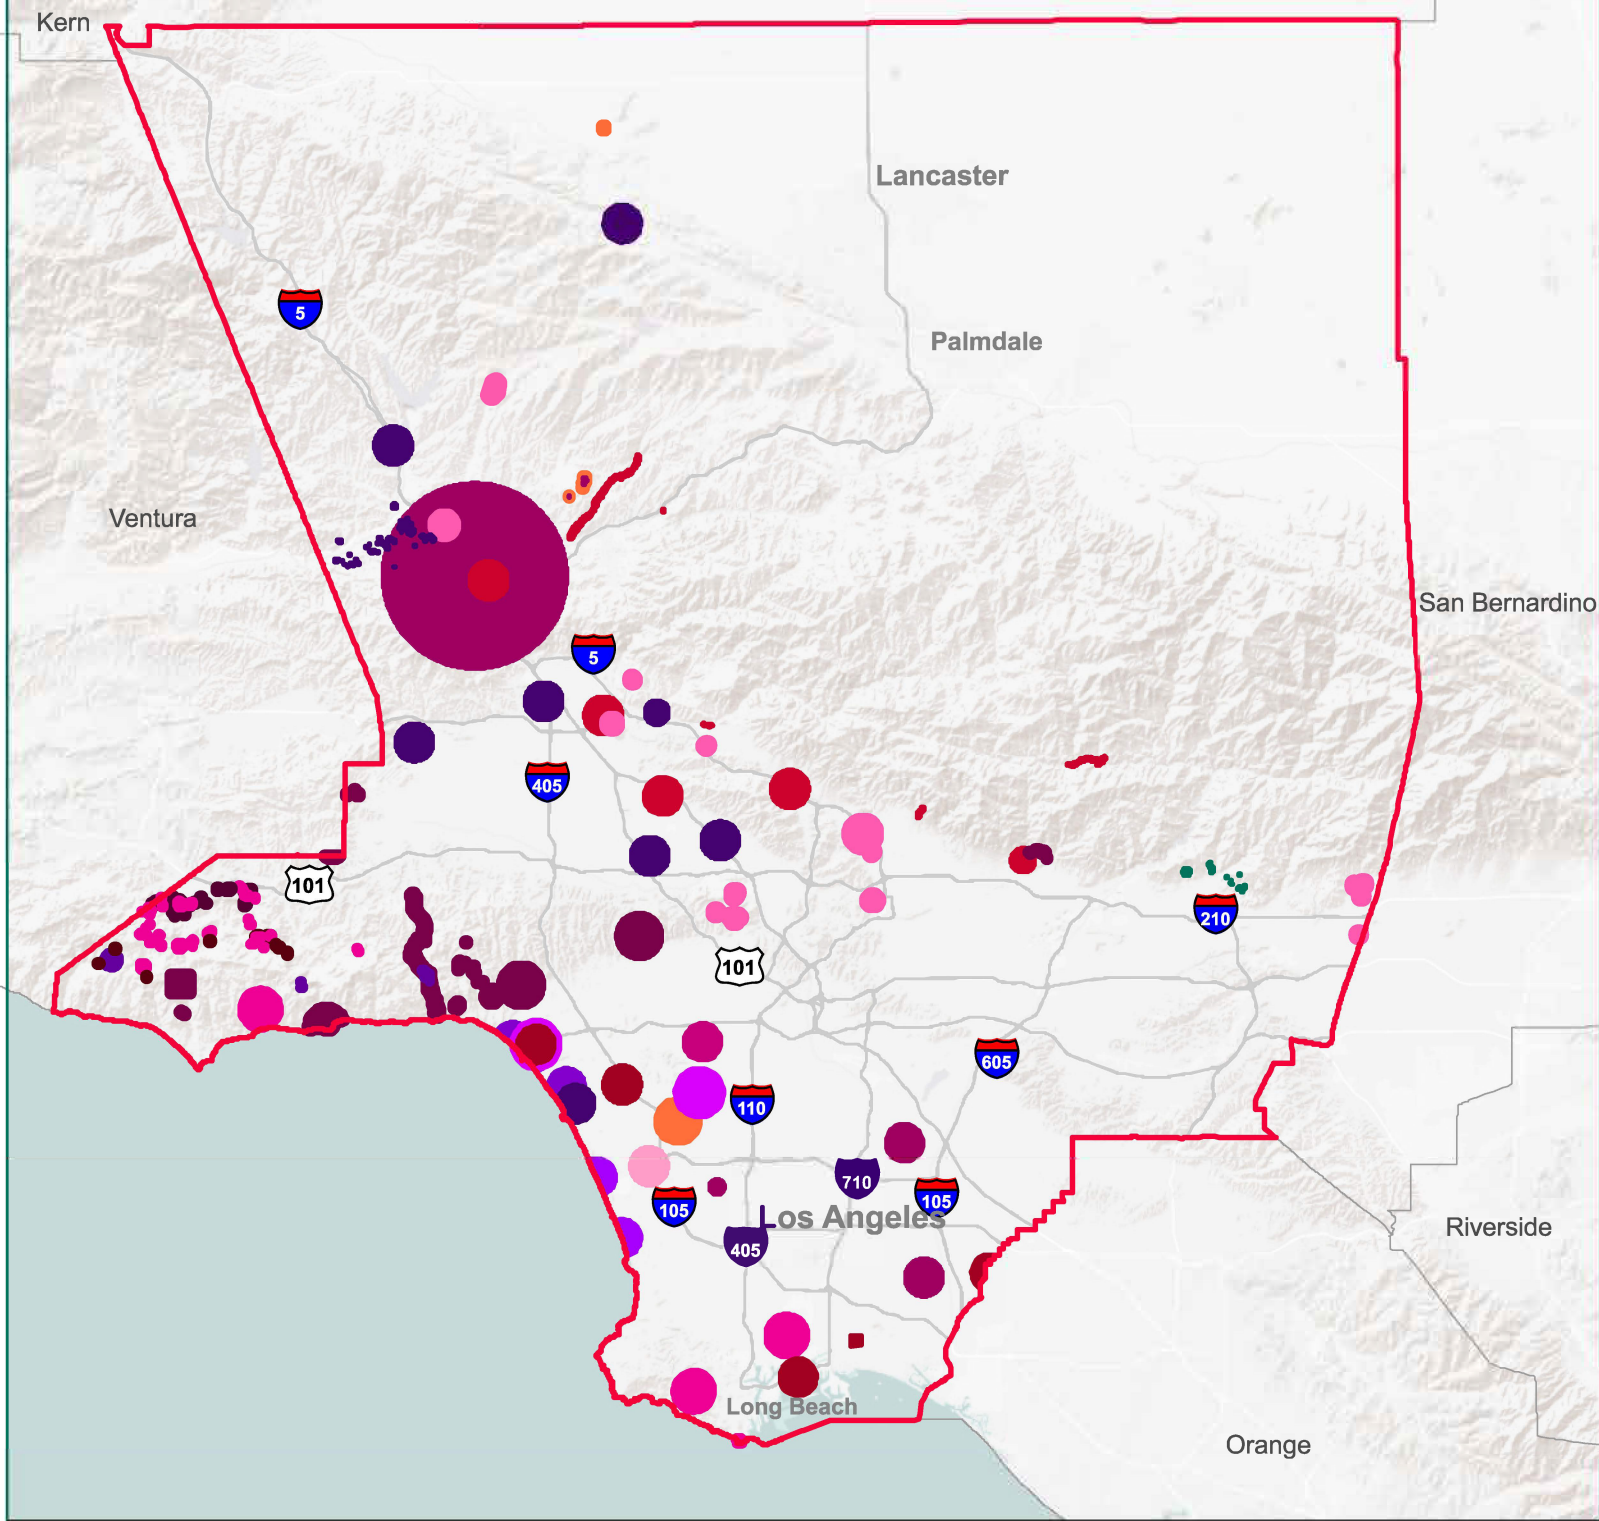 Kern
Lancaster
5
Palmdale
Ventura
San Bernardino
5
405
101
210
101
605
110
710
105
105
Los Angeles
405
Riverside
Long Beach
Orange